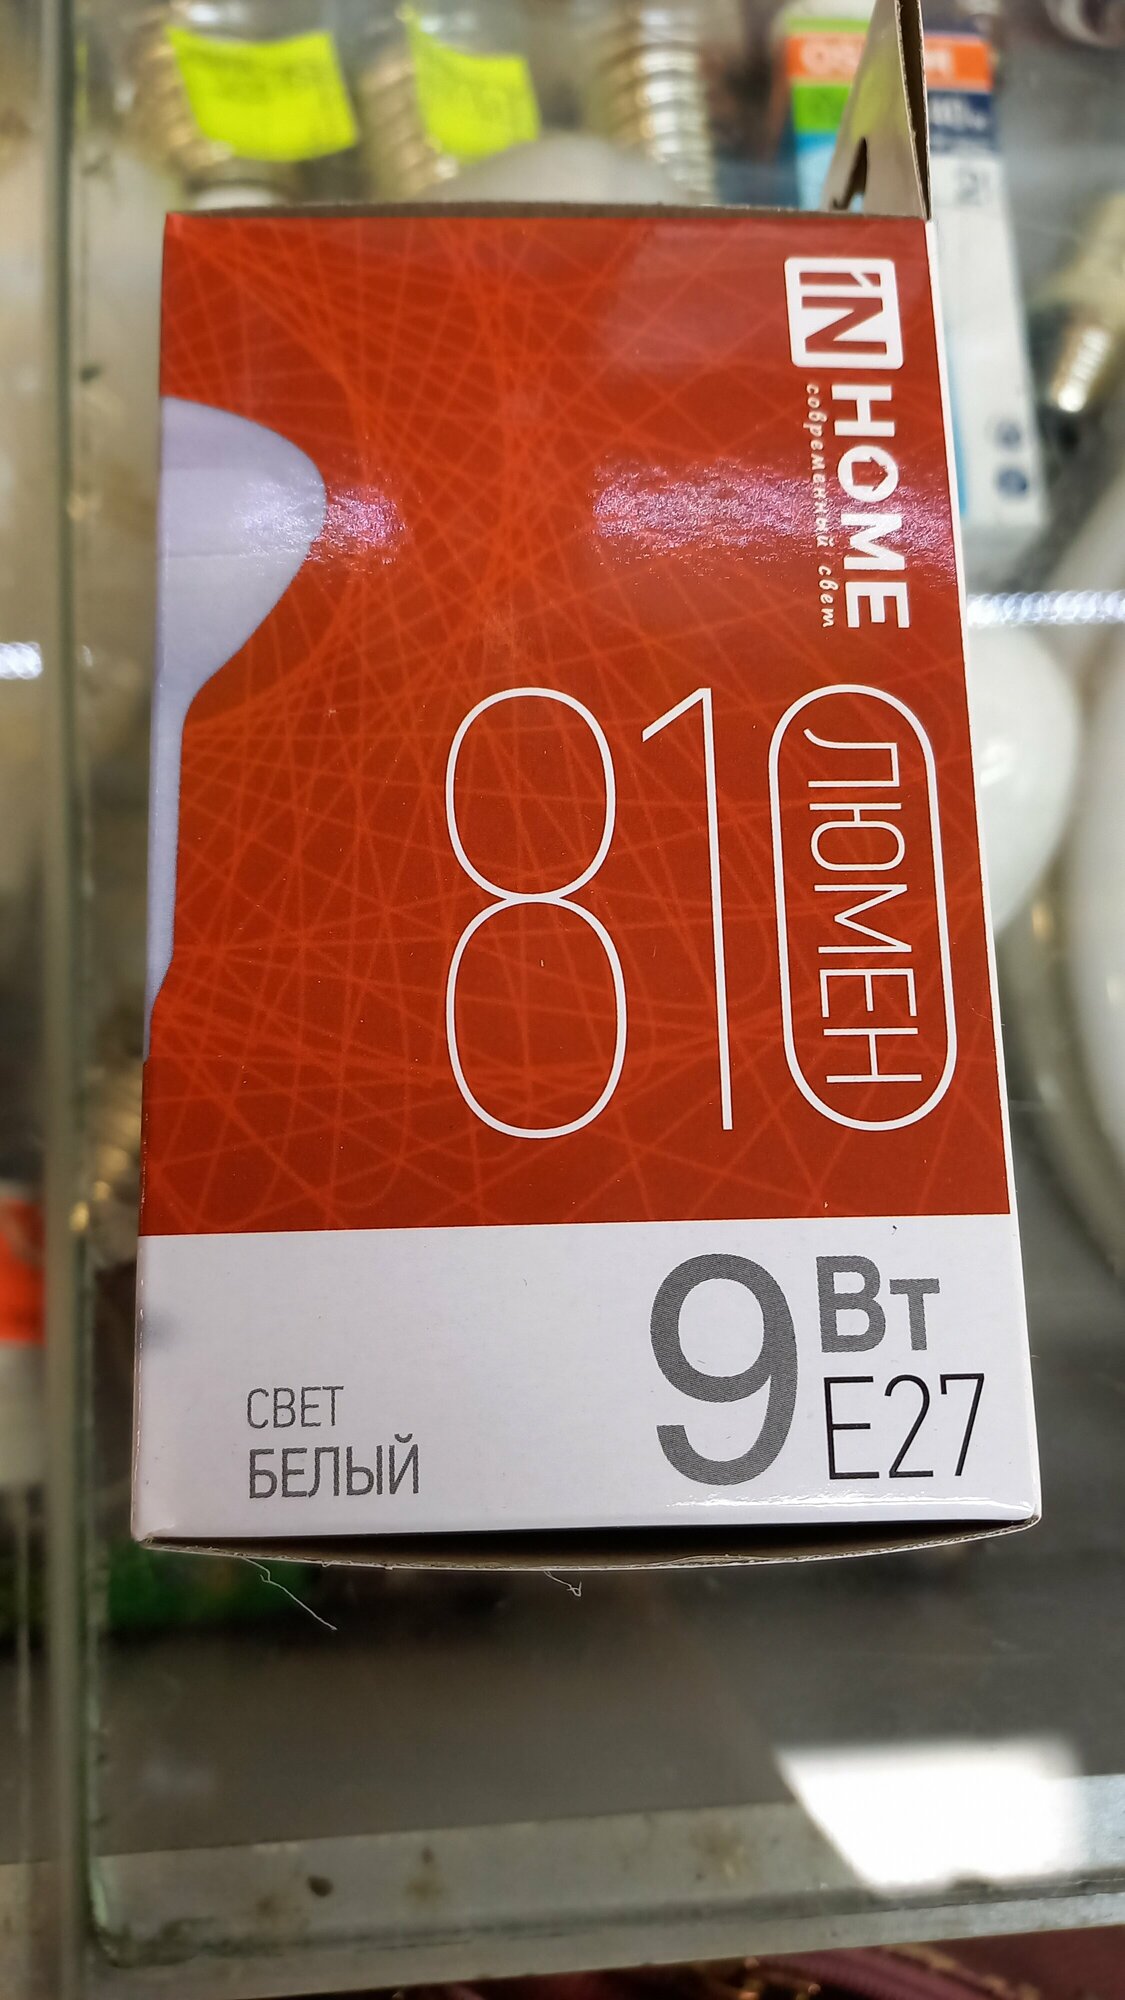 IN HOME
современный свет
810
ЛЮМЕН
9 Вт
E27
СВЕТ
БЕЛЫЙ